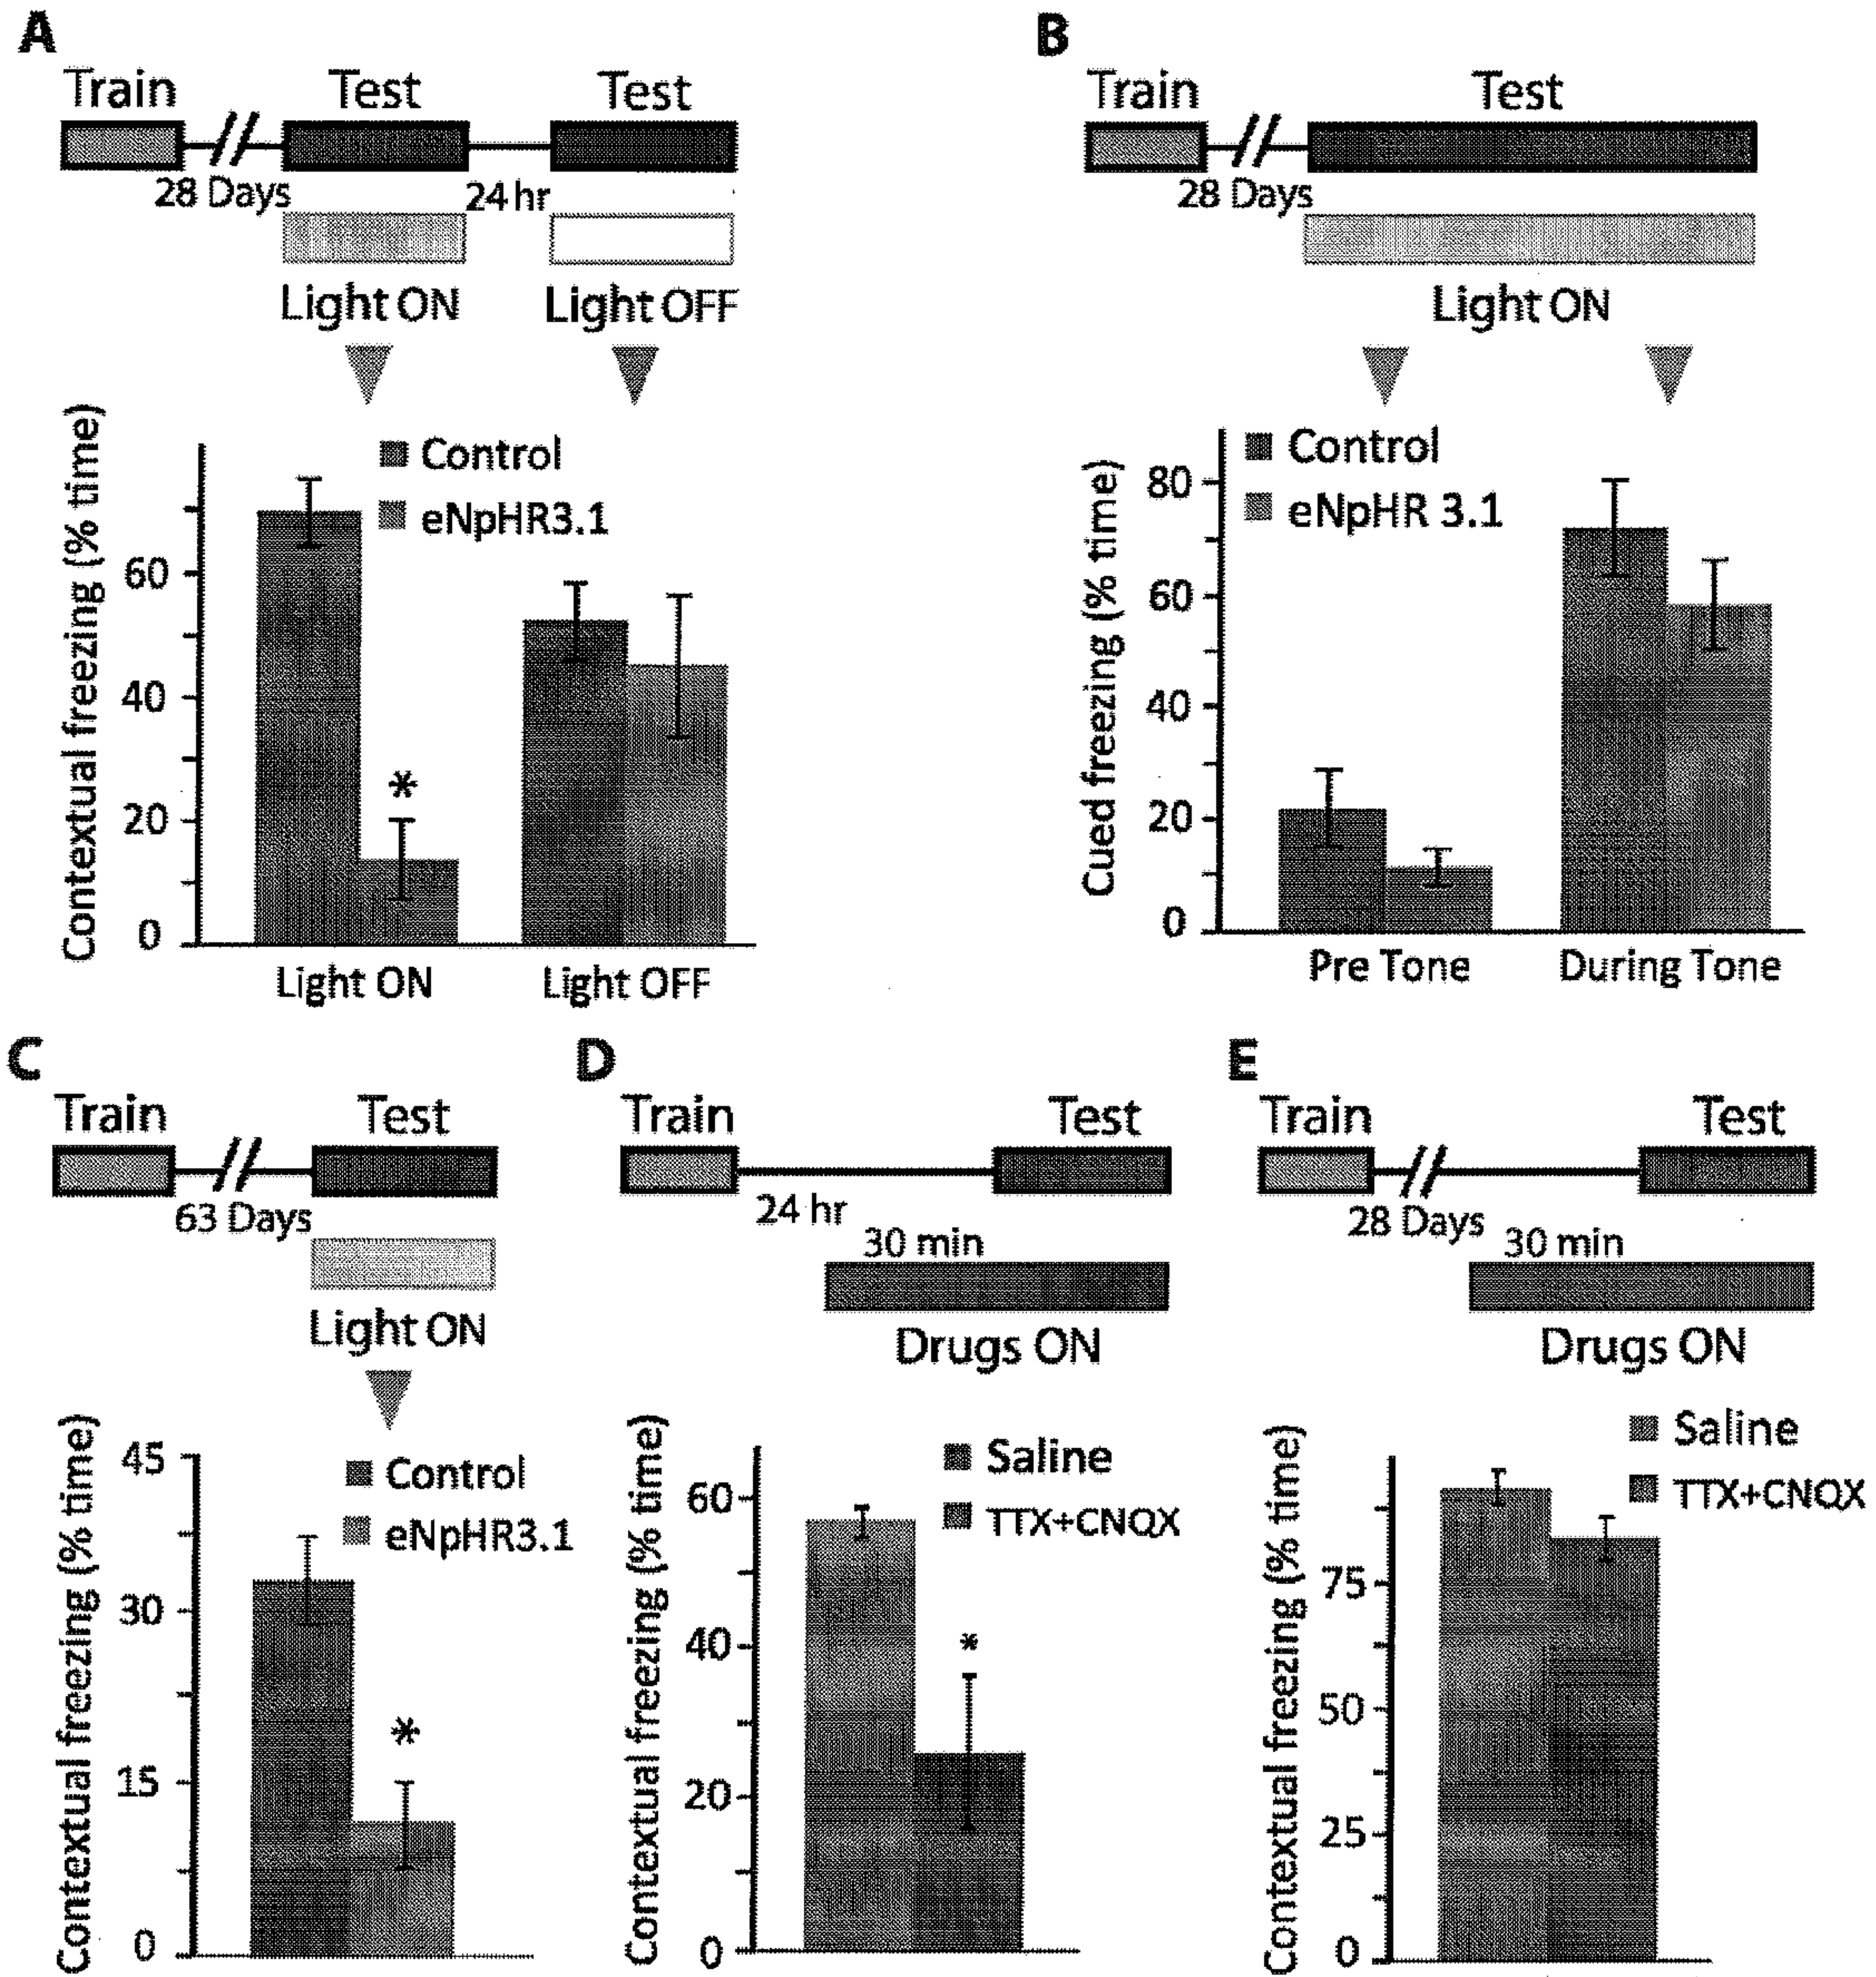 A
Train
Test
Test
28 Days
24 hr
Light ON
Light OFF
Contextual freezing (% time)
Control
eNpHR3.1
60
40
20
0
*
Light ON
Light OFF
B
Train
Test
28 Days
Light ON
Cued freezing (% time)
Control
eNpHR 3.1
80
60
40
20
0
Pre Tone
During Tone
C
Train
Test
63 Days
Light ON
Contextual freezing (% time)
Control
eNpHR3.1
45
30
15
0
*
D
Train
Test
24 hr
30 min
Drugs ON
Contextual freezing (% time)
Saline
TTX+CNQX
60
40
20
0
*
E
Train
Test
28 Days
30 min
Drugs ON
Contextual freezing (% time)
Saline
TTX+CNQX
75
50
25
0